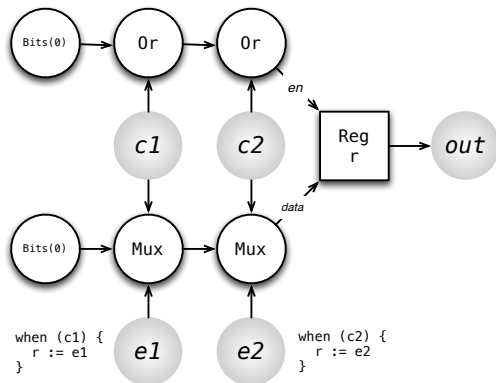 Bits(0)
Or
Or
en
c1
c2
Reg
r
out
data
Bits(0)
Mux
Mux
when (c1) {
  r := e1
}
e1
e2
when (c2) {
  r := e2
}